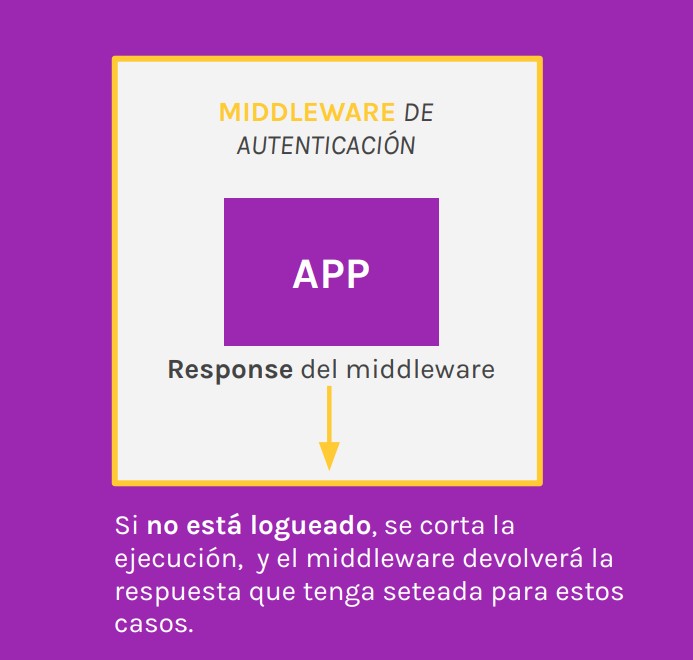 MIDDLEWARE DE
AUTENTICACIÓN
APP
Response del middleware
Si no está logueado, se corta la
ejecución, y el middleware devolverá la
respuesta que tenga seteada para estos
casos.